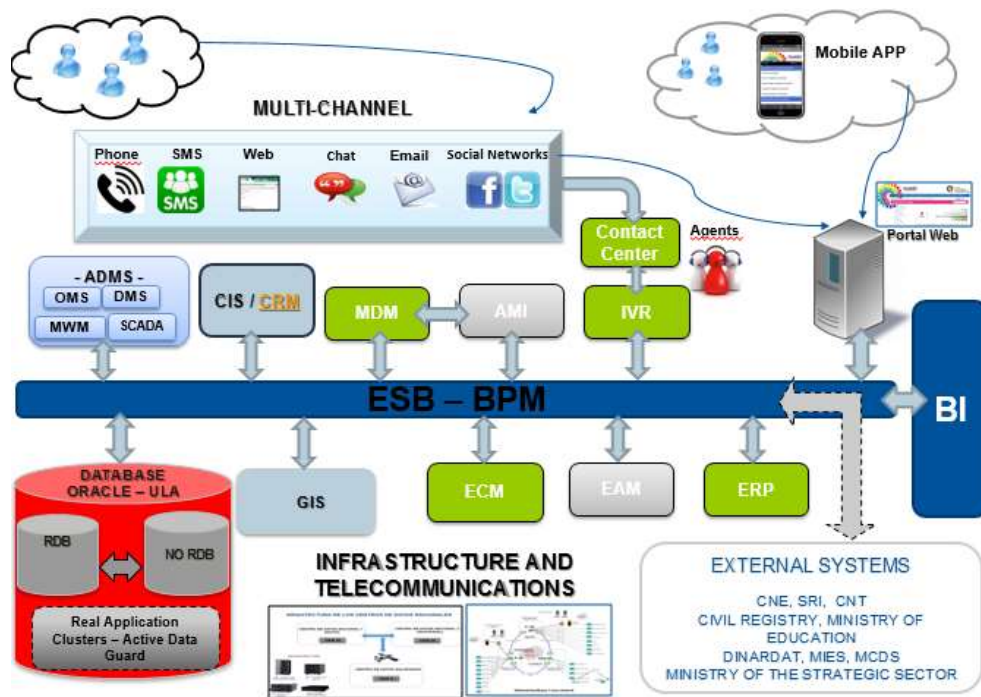 Mobile APP
MULTI-CHANNEL
Phone
SMS
Web
Chat
Email
Social Networks
SMS
Contact
Center
Agents
Portal Web
- ADMS -
OMS
DMS
MWM
SCADA
CIS / CRM
MDM
AMI
IVR
ESB – BPM
BI
DATABASE
ORACLE – ULA
RDB
NO RDB
Real Application
Clusters – Active Data
Guard
GIS
ECM
EAM
ERP
INFRASTRUCTURE AND
TELECOMMUNICATIONS
EXTERNAL SYSTEMS
CNE, SRI, CNT
CIVIL REGISTRY, MINISTRY OF
EDUCATION
DINARDAT, MIES, MCDS
MINISTRY OF THE STRATEGIC SECTOR